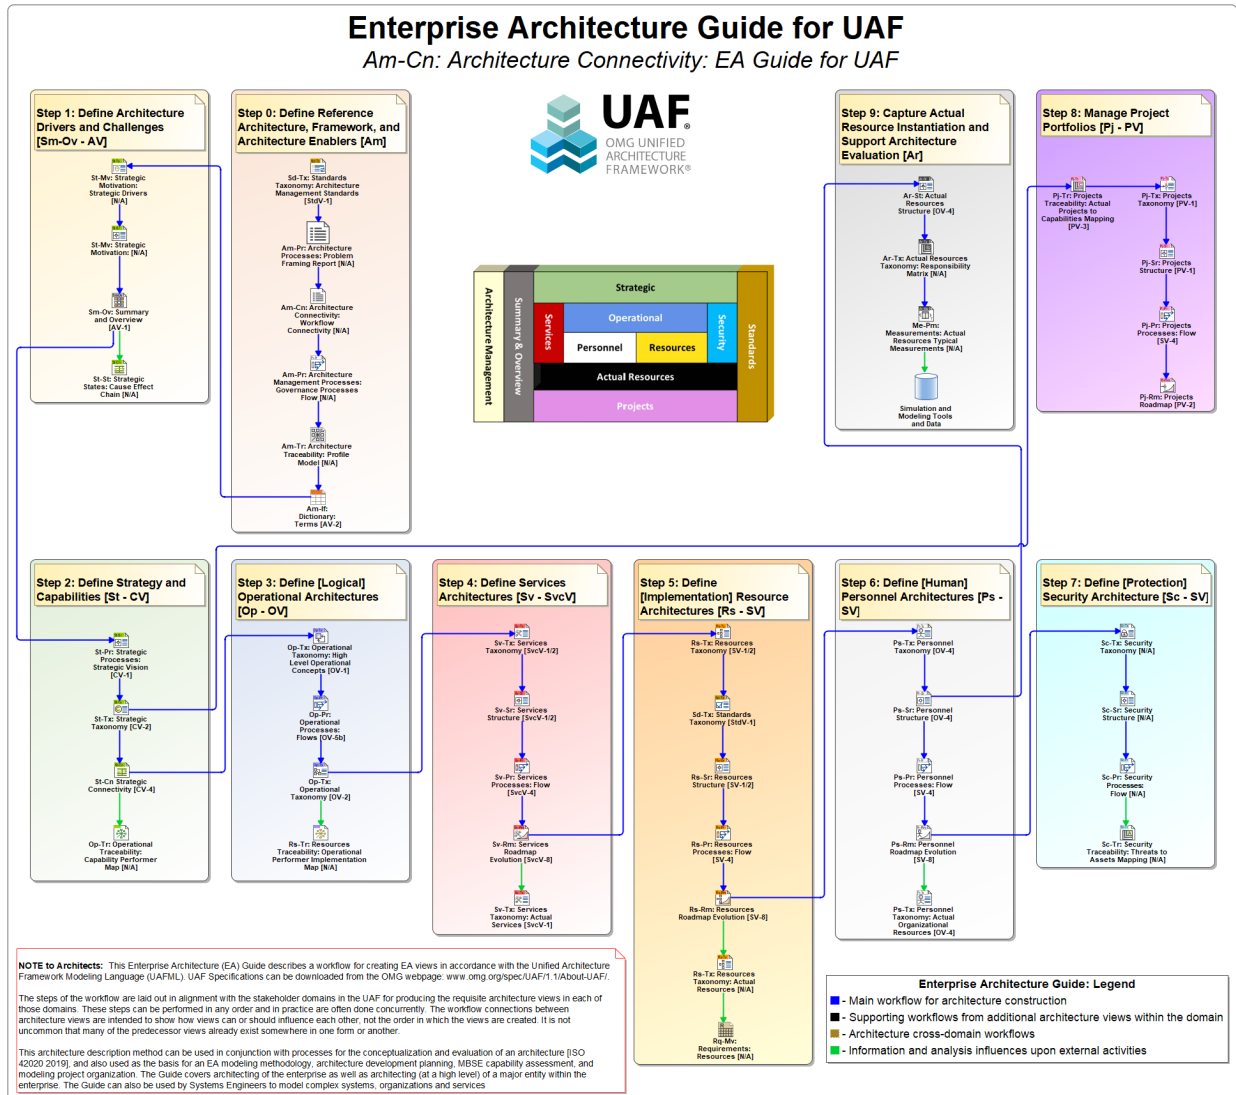 Enterprise Architecture Guide for UAF
Am-Cn: Architecture Connectivity: EA Guide for UAF
Step 1: Define Architecture
Drivers and Challenges
[Sm-Ov - AV]
St-Mv: Strategic
Motivation:
Strategic Drivers
[N/A]
St-Mv: Strategic
Motivation: [N/A]
Sm-Ov: Summary
and Overview
[AV-1]
St-St: Strategic
States: Cause Effect
Chain [N/A]
Step 0: Define Reference
Architecture, Framework, and
Architecture Enablers [Am]
Sd-Tx: Standards
Taxonomy: Architecture
Management Standards
[StdV-1]
Am-Pr: Architecture
Processes: Problem
Framing Report [N/A]
Am-Cn: Architecture
Connectivity:
Workflow
Connectivity [N/A]
Am-Pr: Architecture
Management Processes:
Governance Processes
Flow [N/A]
Am-Tr: Architecture
Traceability: Profile
Model [N/A]
Am-If:
Dictionary:
Terms [AV-2]
UAF®
OMG UNIFIED
ARCHITECTURE
FRAMEWORK®
Architecture Management
Summary & Overview
Strategic
Services
Operational
Personnel
Resources
Security
Standards
Actual Resources
Projects
Step 9: Capture Actual
Resource Instantiation and
Support Architecture
Evaluation [Ar]
Ar-St: Actual
Resources
Structure [OV-4]
Ar-Tx: Actual Resources
Taxonomy: Responsibility
Matrix [N/A]
Me-Pm:
Measurements: Actual
Resources Typical
Measurements [N/A]
Simulation and
Modeling Tools
and Data
Step 8: Manage Project
Portfolios [Pj - PV]
Pj-Tr: Projects
Traceability: Actual
Projects to
Capabilities Mapping
[PV-3]
Pj-Tx: Projects
Taxonomy [PV-1]
Pj-Sr: Projects
Structure [PV-1]
Pj-Pr: Projects
Processes: Flow
[SV-4]
Pj-Rm: Projects
Roadmap [PV-2]
Step 2: Define Strategy and
Capabilities [St - CV]
St-Pr: Strategic
Processes:
Strategic Vision
[CV-1]
St-Tx: Strategic
Taxonomy [CV-2]
St-Cn Strategic
Connectivity [CV-4]
Op-Tr: Operational
Traceability:
Capability Performer
Map [N/A]
Step 3: Define [Logical]
Operational Architectures
[Op - OV]
Op-Tx: Operational
Taxonomy: High
Level Operational
Concepts [OV-1]
Op-Pr:
Operational
Processes:
Flows [OV-5b]
Op-Tx:
Operational
Taxonomy [OV-2]
Rs-Tr: Resources
Traceability: Operational
Performer Implementation
Map [N/A]
Step 4: Define Services
Architectures [Sv - SvcV]
Sv-Tx: Services
Taxonomy [SvcV-1/2]
Sv-Sr: Services
Structure [SvcV-1/2]
Sv-Pr: Services
Processes: Flow
[SvcV-4]
Sv-Rm: Services
Roadmap
Evolution [SvcV-8]
Sv-Tx: Services
Taxonomy: Actual
Services [SvcV-1]
Step 5: Define
[Implementation] Resource
Architectures [Rs - SV]
Rs-Tx: Resources
Taxonomy [SV-1/2]
Sd-Tx: Standards
Taxonomy [StdV-1]
Rs-Sr: Resources
Structure [SV-1/2]
Rs-Pr: Resources
Processes: Flow
[SV-4]
Rs-Rm: Resources
Roadmap Evolution [SV-8]
Rs-Tx: Resources
Taxonomy: Actual
Resources [N/A]
Rq-Mv:
Requirements:
Resources [N/A]
Step 6: Define [Human]
Personnel Architectures [Ps -
SV]
Ps-Tx: Personnel
Taxonomy [OV-4]
Ps-Sr: Personnel
Structure [OV-4]
Ps-Pr: Personnel
Processes: Flow
[SV-4]
Ps-Rm: Personnel
Roadmap Evolution
[SV-8]
Ps-Tx: Personnel
Taxonomy: Actual
Organizational
Resources [OV-4]
Step 7: Define [Protection]
Security Architecture [Sc - SV]
Sc-Tx: Security
Taxonomy [N/A]
Sc-Sr: Security
Structure [N/A]
Sc-Pr: Security
Processes:
Flow [N/A]
Sc-Tr: Security
Traceability: Threats to
Assets Mapping [N/A]
NOTE to Architects: This Enterprise Architecture (EA) Guide describes a workflow for creating EA views in accordance with the Unified Architecture
Framework Modeling Language (UAFML). UAF Specifications can be downloaded from the OMG webpage: www.omg.org/spec/UAF/1.1/About-UAF/.
The steps of the workflow are laid out in alignment with the stakeholder domains in the UAF for producing the requisite architecture views in each of
those domains. These steps can be performed in any order and in practice are often done concurrently. The workflow connections between
architecture views are intended to show how views can or should influence each other, not the order in which the views are created. It is not
uncommon that many of the predecessor views already exist somewhere in one form or another.
This architecture description method can be used in conjunction with processes for the conceptualization and evaluation of an architecture [ISO
42020 2019], and also used as the basis for an EA modeling methodology, architecture development planning, MBSE capability assessment, and
modeling project organization. The Guide covers architecting of the enterprise as well as architecting (at a high level) of a major entity within the
enterprise. The Guide can also be used by Systems Engineers to model complex systems, organizations and services
Enterprise Architecture Guide: Legend
- Main workflow for architecture construction
- Supporting workflows from additional architecture views within the domain
- Architecture cross-domain workflows
- Information and analysis influences upon external activities